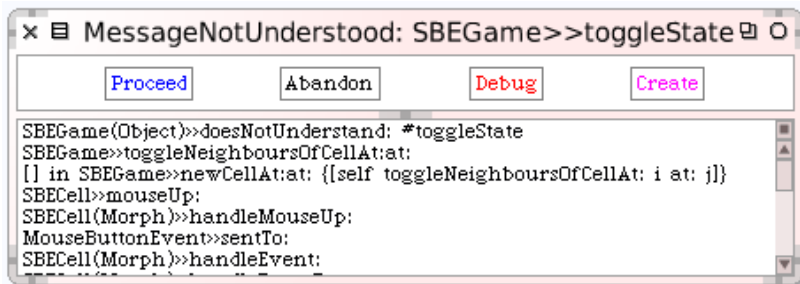 MessageNotUnderstood: SBEGame>>toggleState
Proceed Abandon Debug Create
SBEGame(Object)>>doesNotUnderstand: #toggleState
SBEGame>>toggleNeighboursOfCellAt:at:
[] in SBEGame>>newCellAt:at: {[self toggleNeighboursOfCellAt: i at: j]}
SBECell>>mouseUp:
SBECell(Morph)>>handleMouseUp:
MouseButtonEvent>>sentTo:
SBECell(Morph)>>handleEvent: